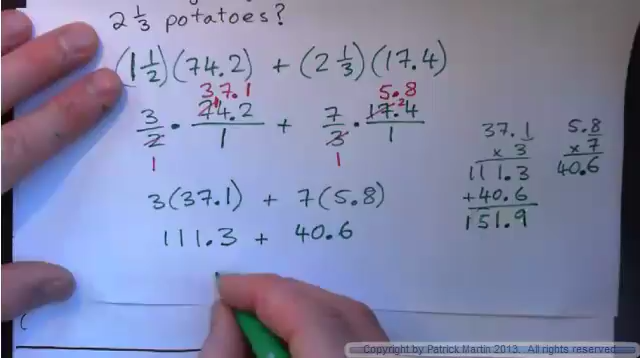 2 1/3 potatoes?
(1 1/2)(74.2) + (2 1/3)(17.4)
37.1 5.8
3/2 · 74.2/1 + 7/3 · 17.4/1
1 1
3(37.1) + 7(5.8)
111.3 + 40.6
37.1
x 3
111.3
+40.6
151.9
5.8
x 7
40.6
Copyright by Patrick Martin 2013. All rights reserved.